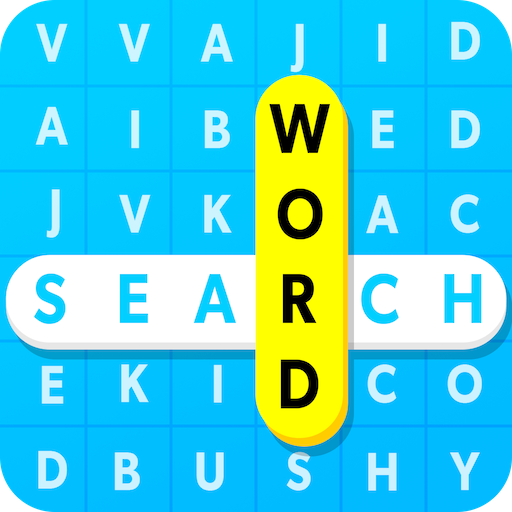 V V A J I D
A I B W E D
J V K O A C
S E A R C H
E K I D C O
D B U S H Y